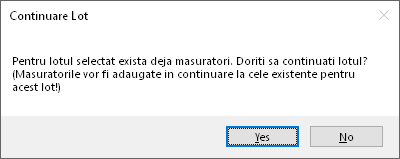 Continuare Lot
Pentru lotul selectat exista deja masuratori. Doriti sa continuati lotul?
(Masuratorile vor fi adaugate in continuare la cele existente pentru
acest lot!)
Yes
No